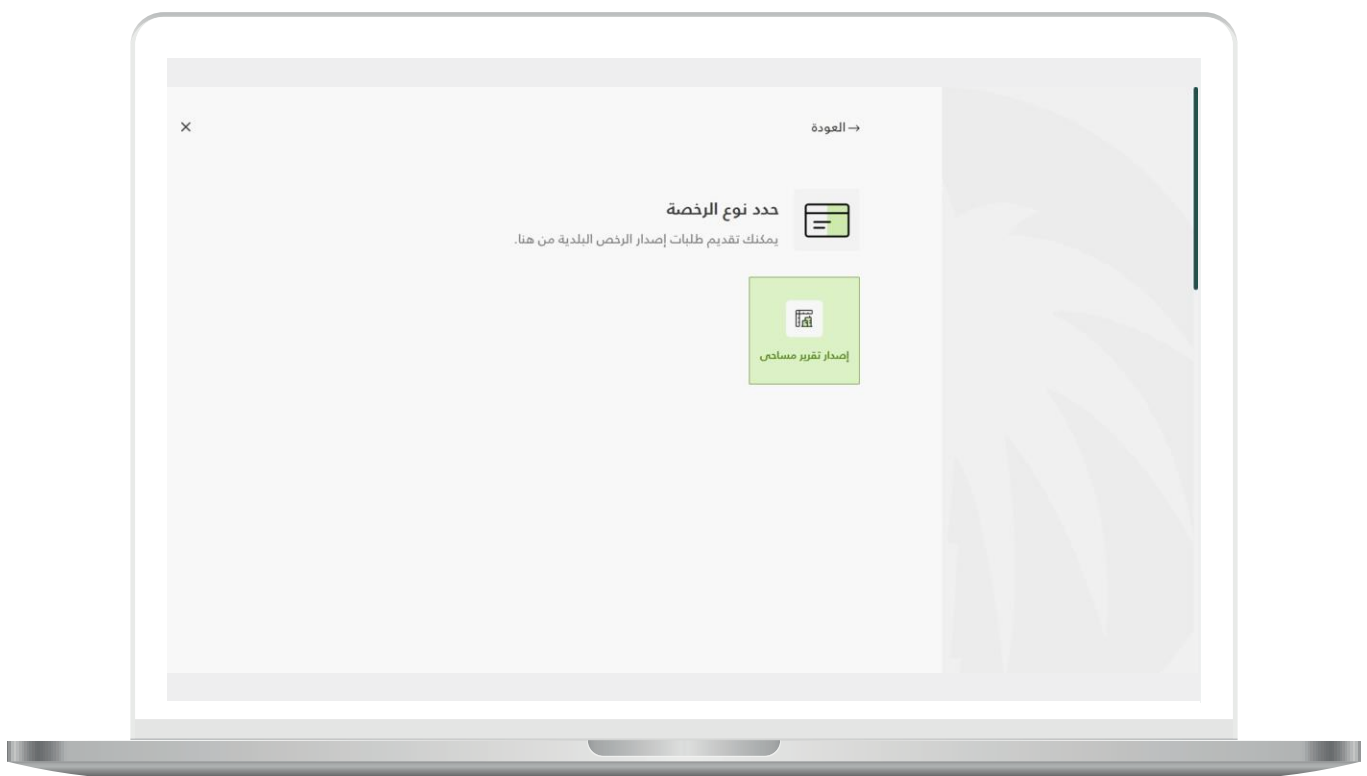 → العودة
حدد نوع الرخصة
يمكنك تقديم طلبات إصدار الرخص البلدية من هنا.
إصدار تقرير مساحي